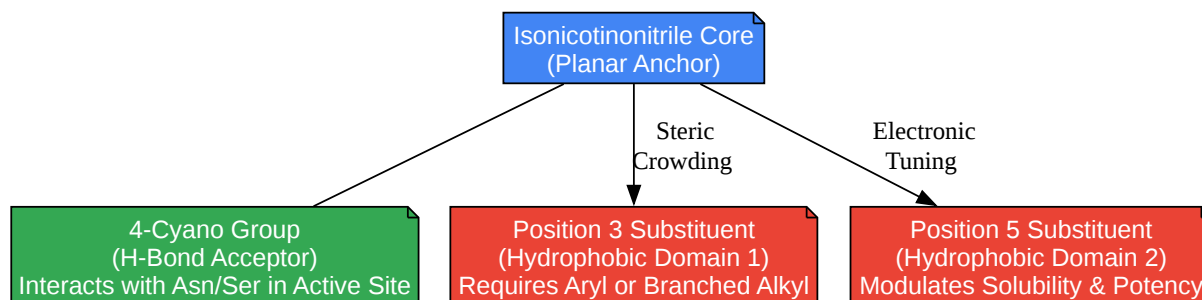 Isonicotinonitrile Core
(Planar Anchor)
Steric
Crowding
Electronic
Tuning
4-Cyano Group
(H-Bond Acceptor)
Interacts with Asn/Ser in Active Site
Position 3 Substituent
(Hydrophobic Domain 1)
Requires Aryl or Branched Alkyl
Position 5 Substituent
(Hydrophobic Domain 2)
Modulates Solubility & Potency